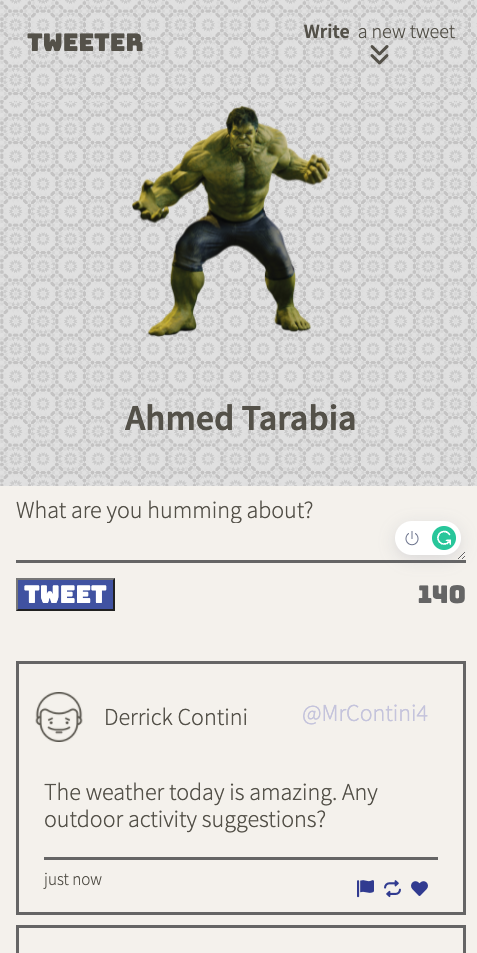 TWEETER
Write a new tweet
Ahmed Tarabia
What are you humming about?
TWEET
140
Derrick Contini
@MrContini4
The weather today is amazing. Any
outdoor activity suggestions?
just now